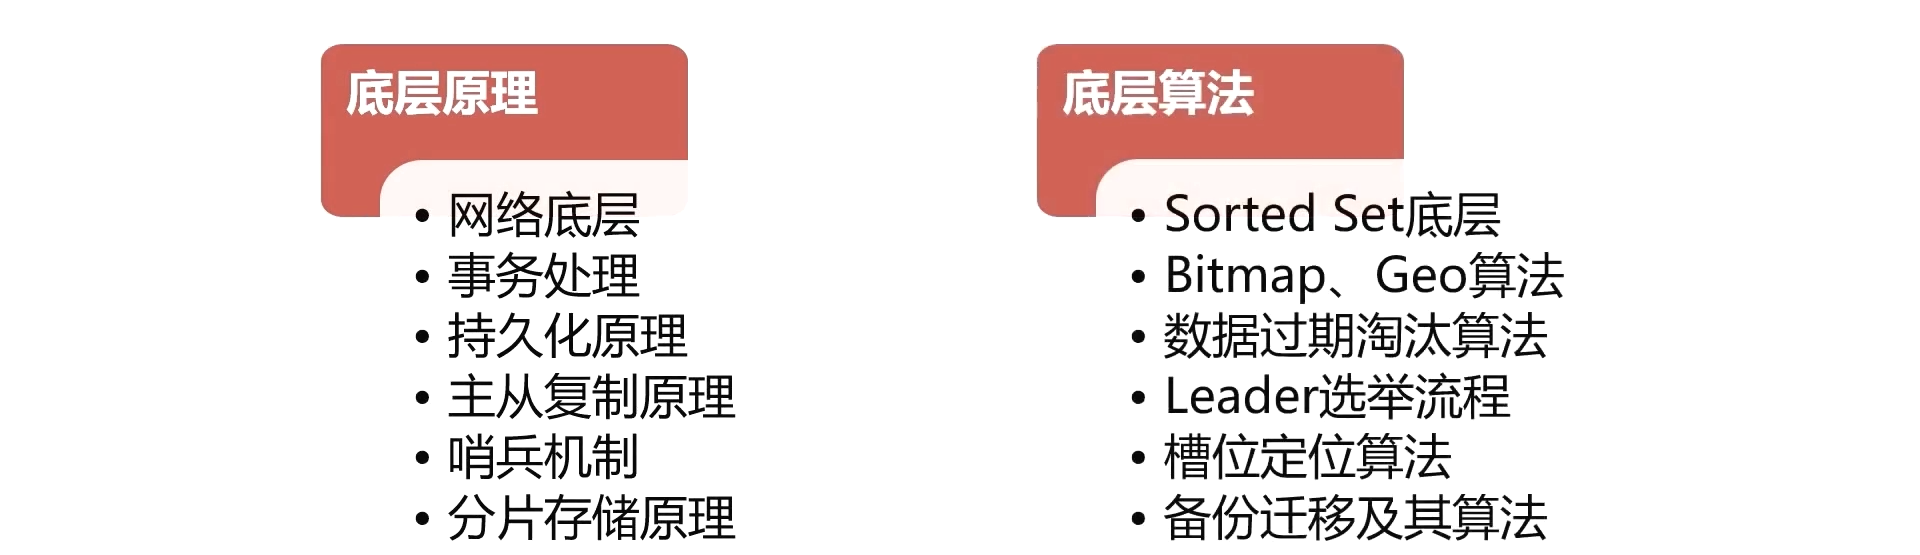 底层原理
• 网络底层
• 事务处理
• 持久化原理
• 主从复制原理
• 哨兵机制
• 分片存储原理
底层算法
• Sorted Set底层
• Bitmap、Geo算法
• 数据过期淘汰算法
• Leader选举流程
• 槽位定位算法
• 备份迁移及其算法